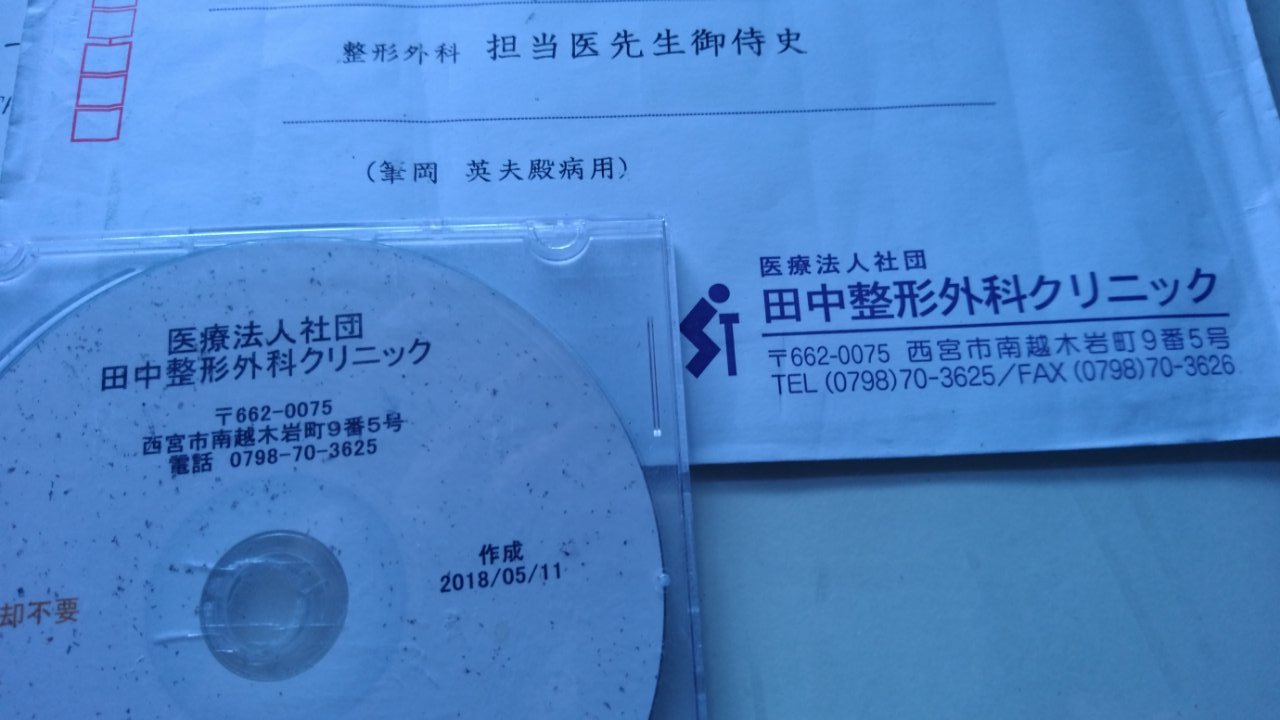 整形外科 担当医先生御侍史
(筆岡 英夫殿病用)
医療法人社団
田中整形外科クリニック
〒662-0075 西宮市南越木岩町9番5号
TEL(0798)70-3625/FAX(0798)70-3626
医療法人社団
田中整形外科クリニック
〒662-0075
西宮市南越木岩町9番5号
電話 0798-70-3625
作成
2018/05/11
却不要